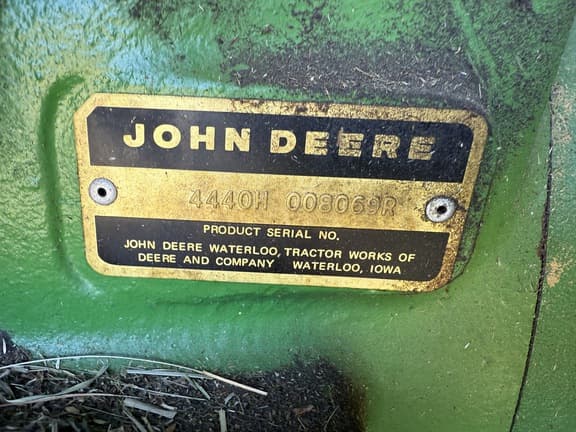 JOHN DEERE
4440H 008069R
PRODUCT SERIAL NO.
JOHN DEERE WATERLOO, TRACTOR WORKS OF
DEERE AND COMPANY WATERLOO, IOWA